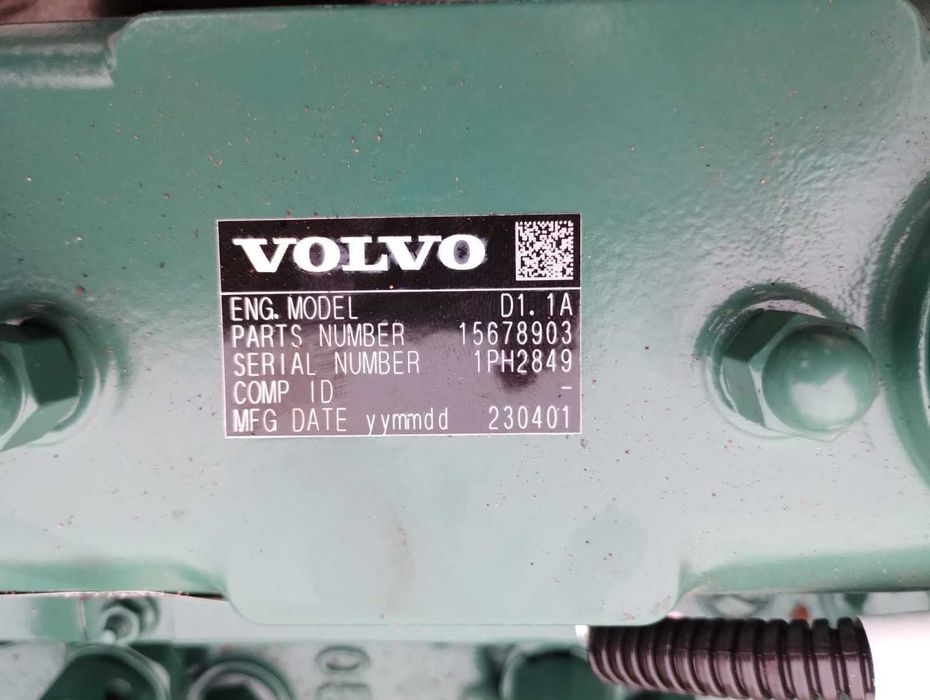 VOLVO
ENG. MODEL D1.1A
PARTS NUMBER 15678903
SERIAL NUMBER 1PH2849
COMP ID -
MFG DATE yymmdd 230401